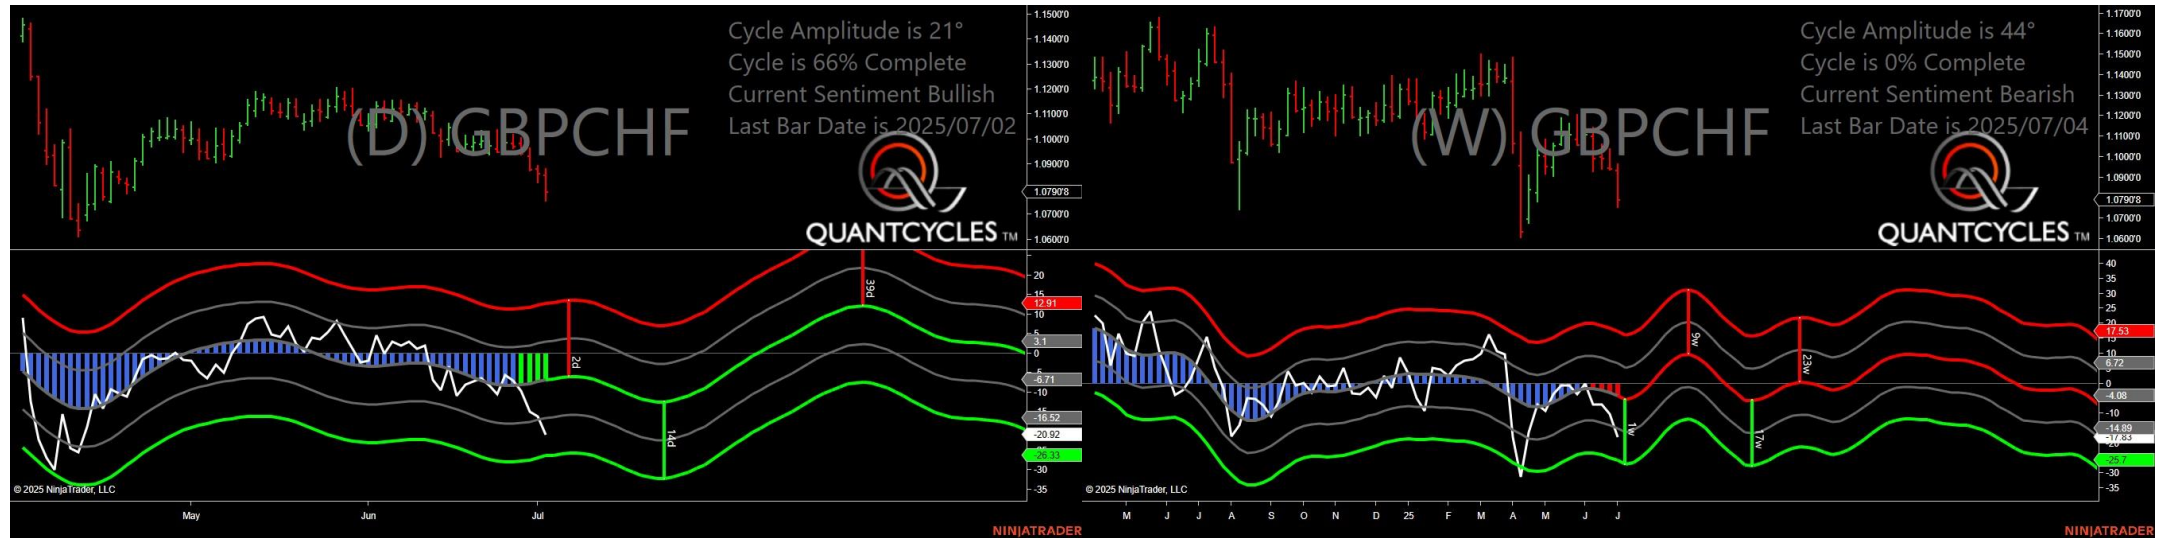 Cycle Amplitude is 21°
Cycle is 66% Complete
Current Sentiment Bullish
Last Bar Date is 2025/07/02
(D) GBPCHF
QUANTCYCLES TM
1.1500'0
1.1400'0
1.1300'0
1.1200'0
1.1100'0
1.1000'0
1.0900'0
1.0790'8
1.0700'0
1.0600'0
20
15
12.91
10
5
3.1
0
-5
-6.71
-10
-16.52
-20.92
-26.33
-30
-35
2d
14d
39d
© 2025 NinjaTrader, LLC
May Jun Jul
NINJATRADER
Cycle Amplitude is 44°
Cycle is 0% Complete
Current Sentiment Bearish
Last Bar Date is 2025/07/04
(W) GBPCHF
QUANTCYCLES TM
1.1700'0
1.1600'0
1.1500'0
1.1400'0
1.1300'0
1.1200'0
1.1100'0
1.1000'0
1.0900'0
1.0790'8
1.0700'0
1.0600'0
40
35
30
25
20
17.53
15
10
6.72
5
0
-4.08
-10
-14.89
-17.83
-20
-25.7
-30
-35
1w
9w
17w
23w
© 2025 NinjaTrader, LLC
M J J A S O N D 25 F M A M J J
NINJATRADER